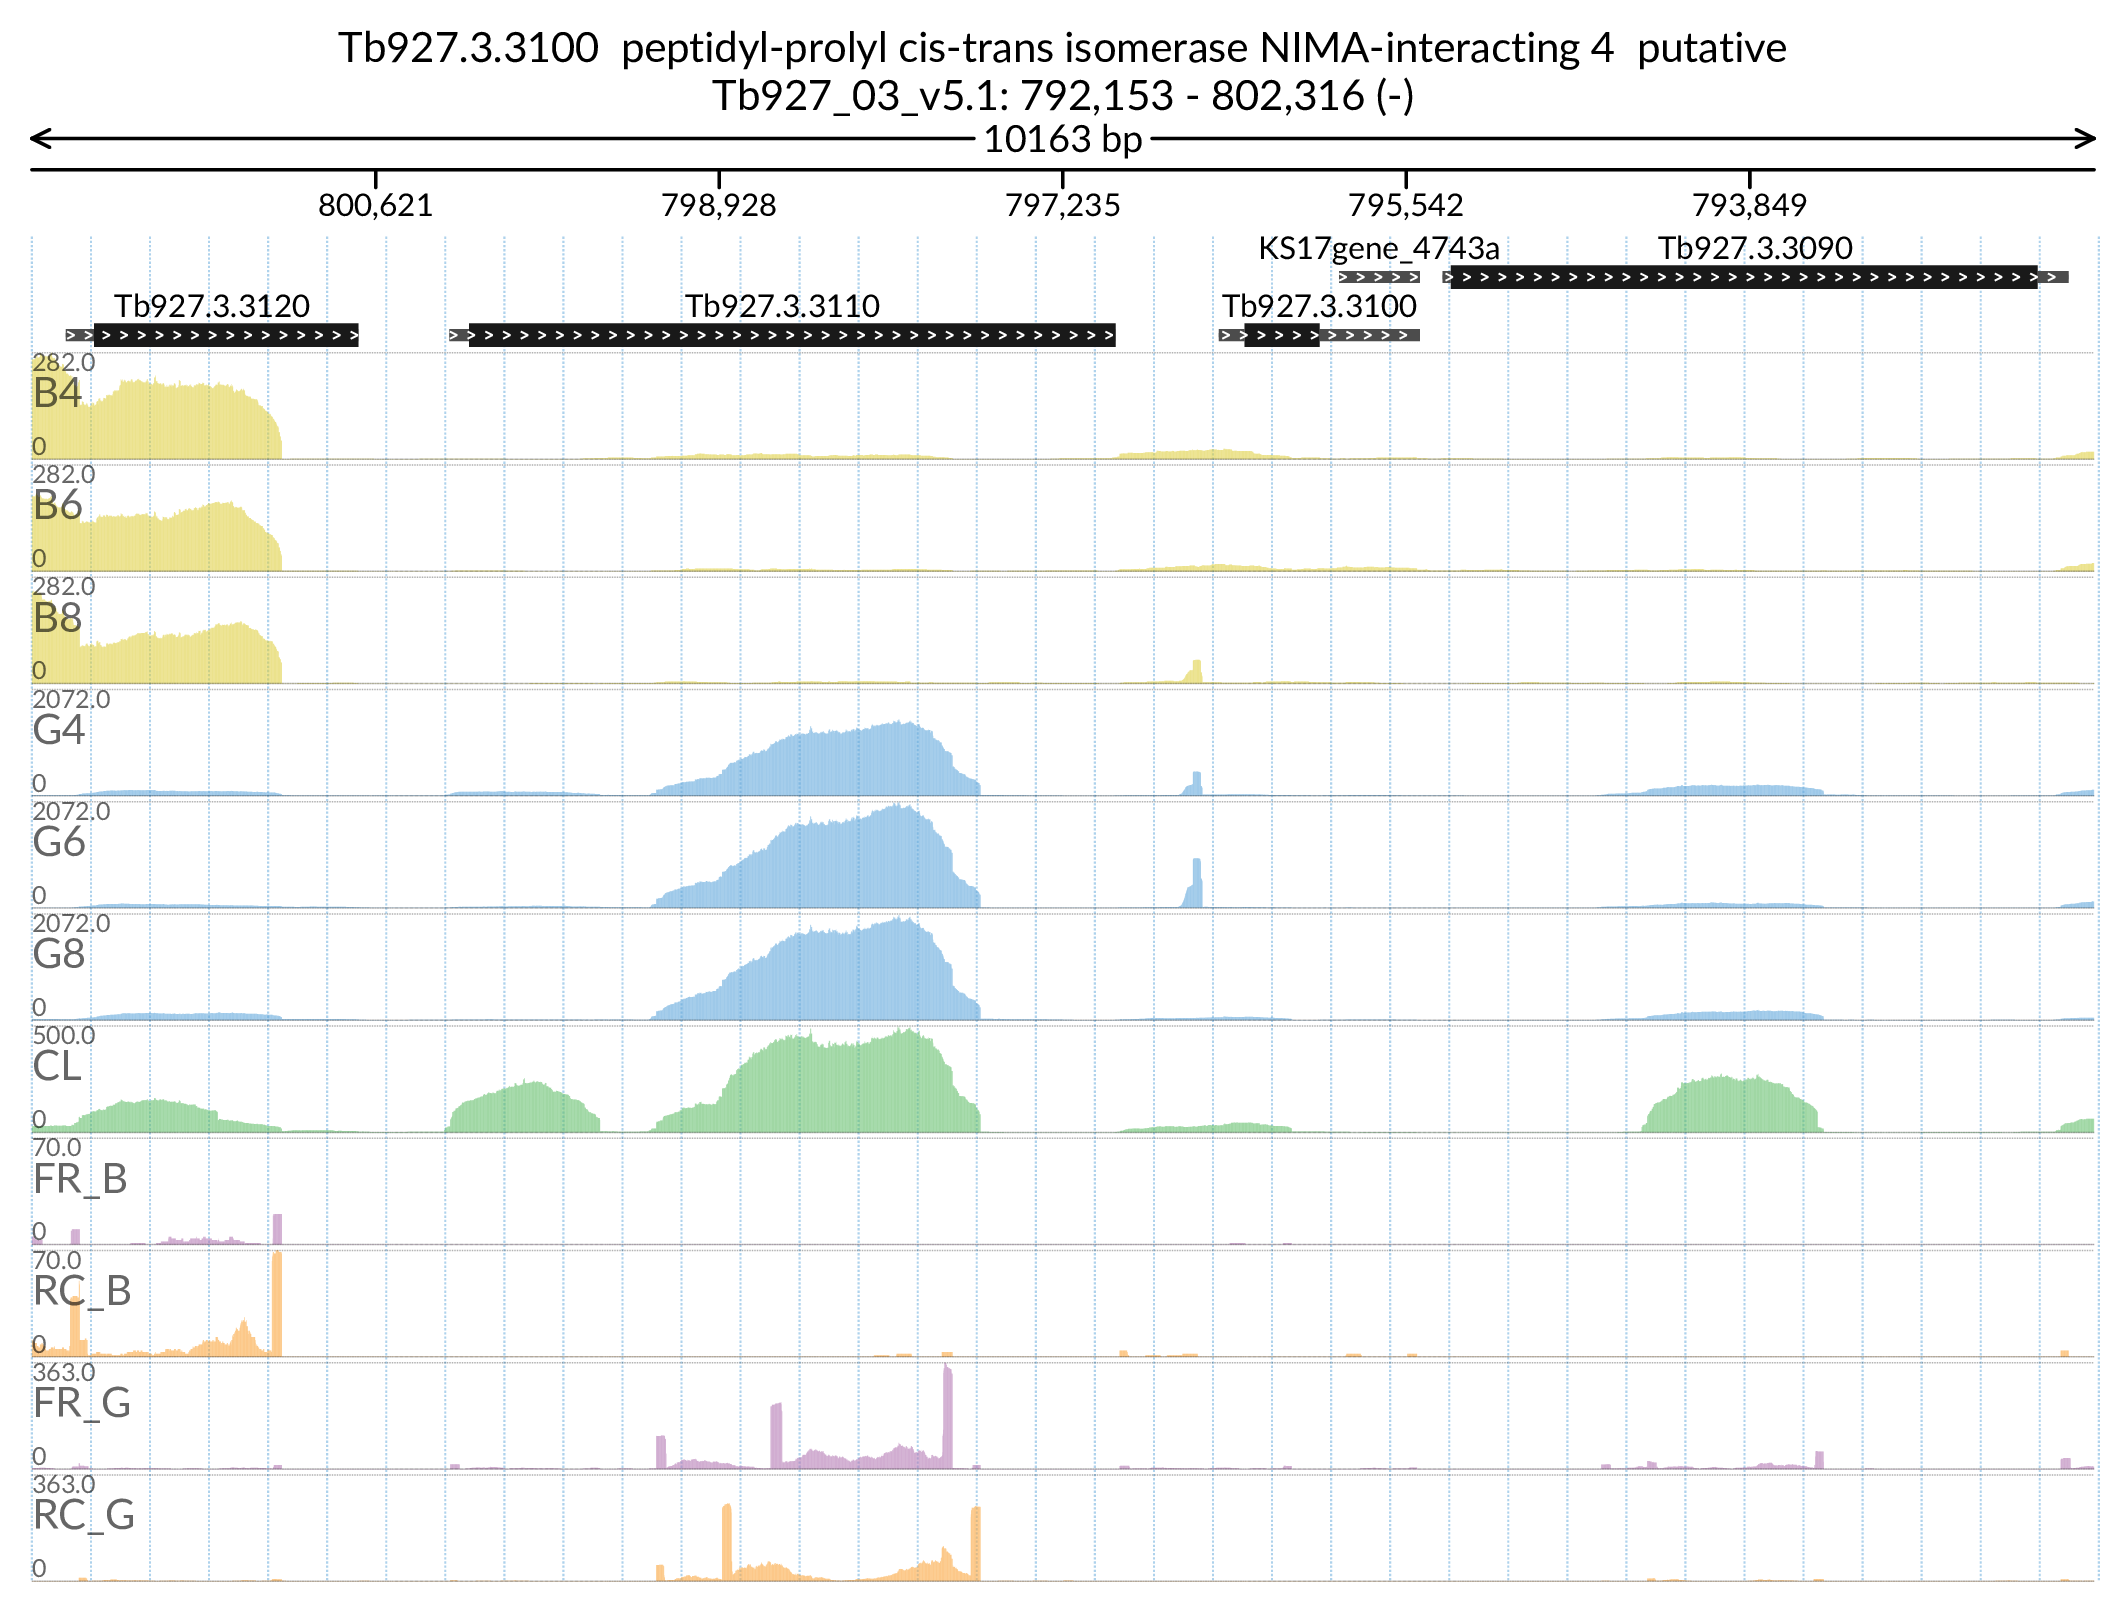 Tb927.3.3100  peptidyl-prolyl cis-trans isomerase NIMA-interacting 4  putative
Tb927_03_v5.1: 792,153 - 802,316 (-)
10163 bp
800,621 798,928 797,235 795,542 793,849
KS17gene_4743a Tb927.3.3090
Tb927.3.3120 Tb927.3.3110 Tb927.3.3100
282.0
B4
0
282.0
B6
0
282.0
B8
0
2072.0
G4
0
2072.0
G6
0
2072.0
G8
0
500.0
CL
0
70.0
FR_B
0
70.0
RC_B
0
363.0
FR_G
0
363.0
RC_G
0